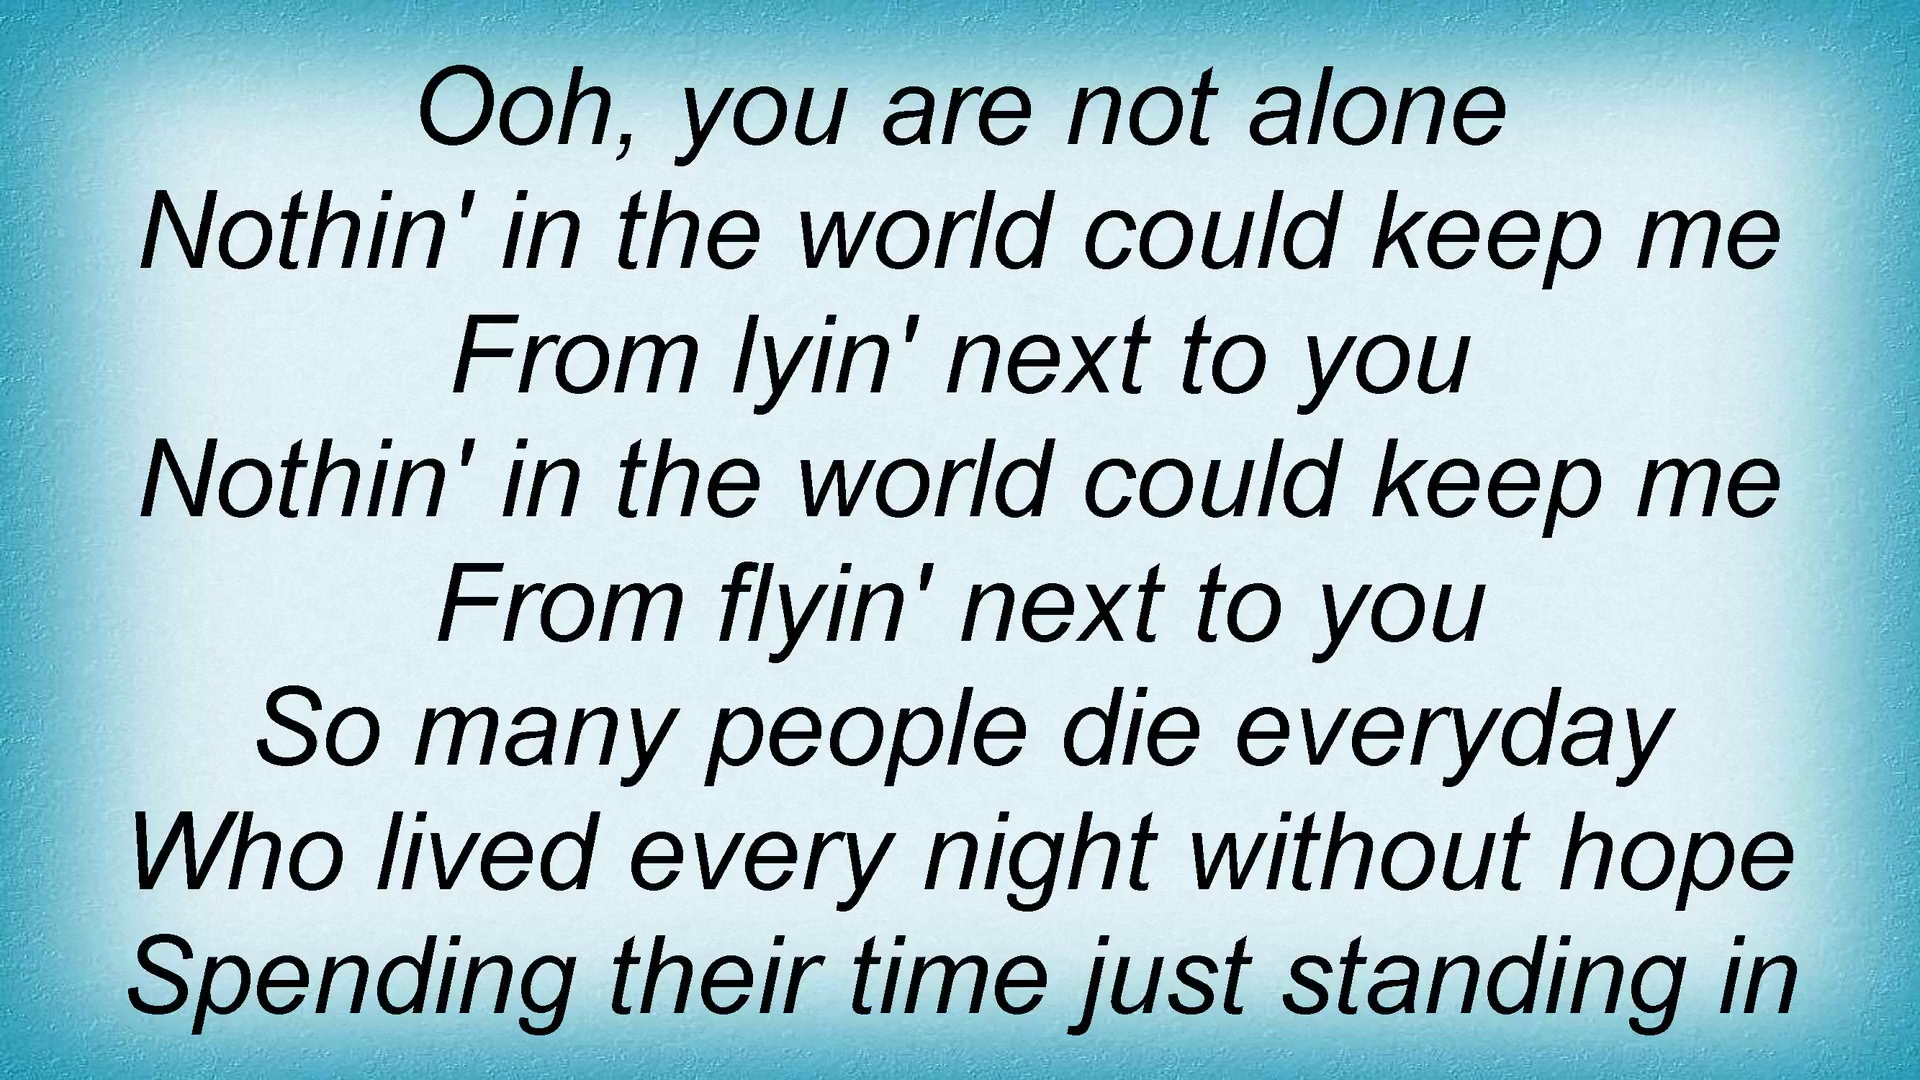 Ooh, you are not alone
Nothin' in the world could keep me
From lyin' next to you
Nothin' in the world could keep me
From flyin' next to you
So many people die everyday
Who lived every night without hope
Spending their time just standing in